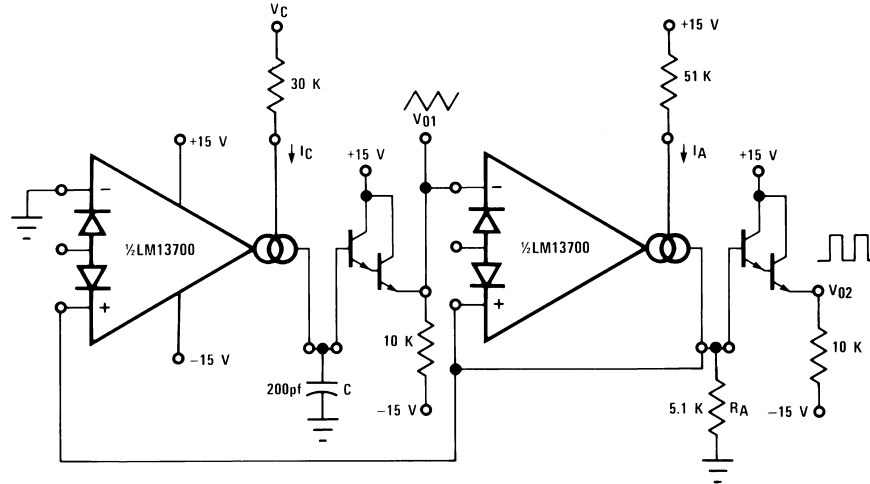 VC
30 K
IC
+15 V
−
½LM13700
+
−15 V
+15 V
200pf
C
VO1
10 K
−15 V
+15 V
51 K
IA
−
½LM13700
+
+15 V
VO2
10 K
−15 V
5.1 K
RA